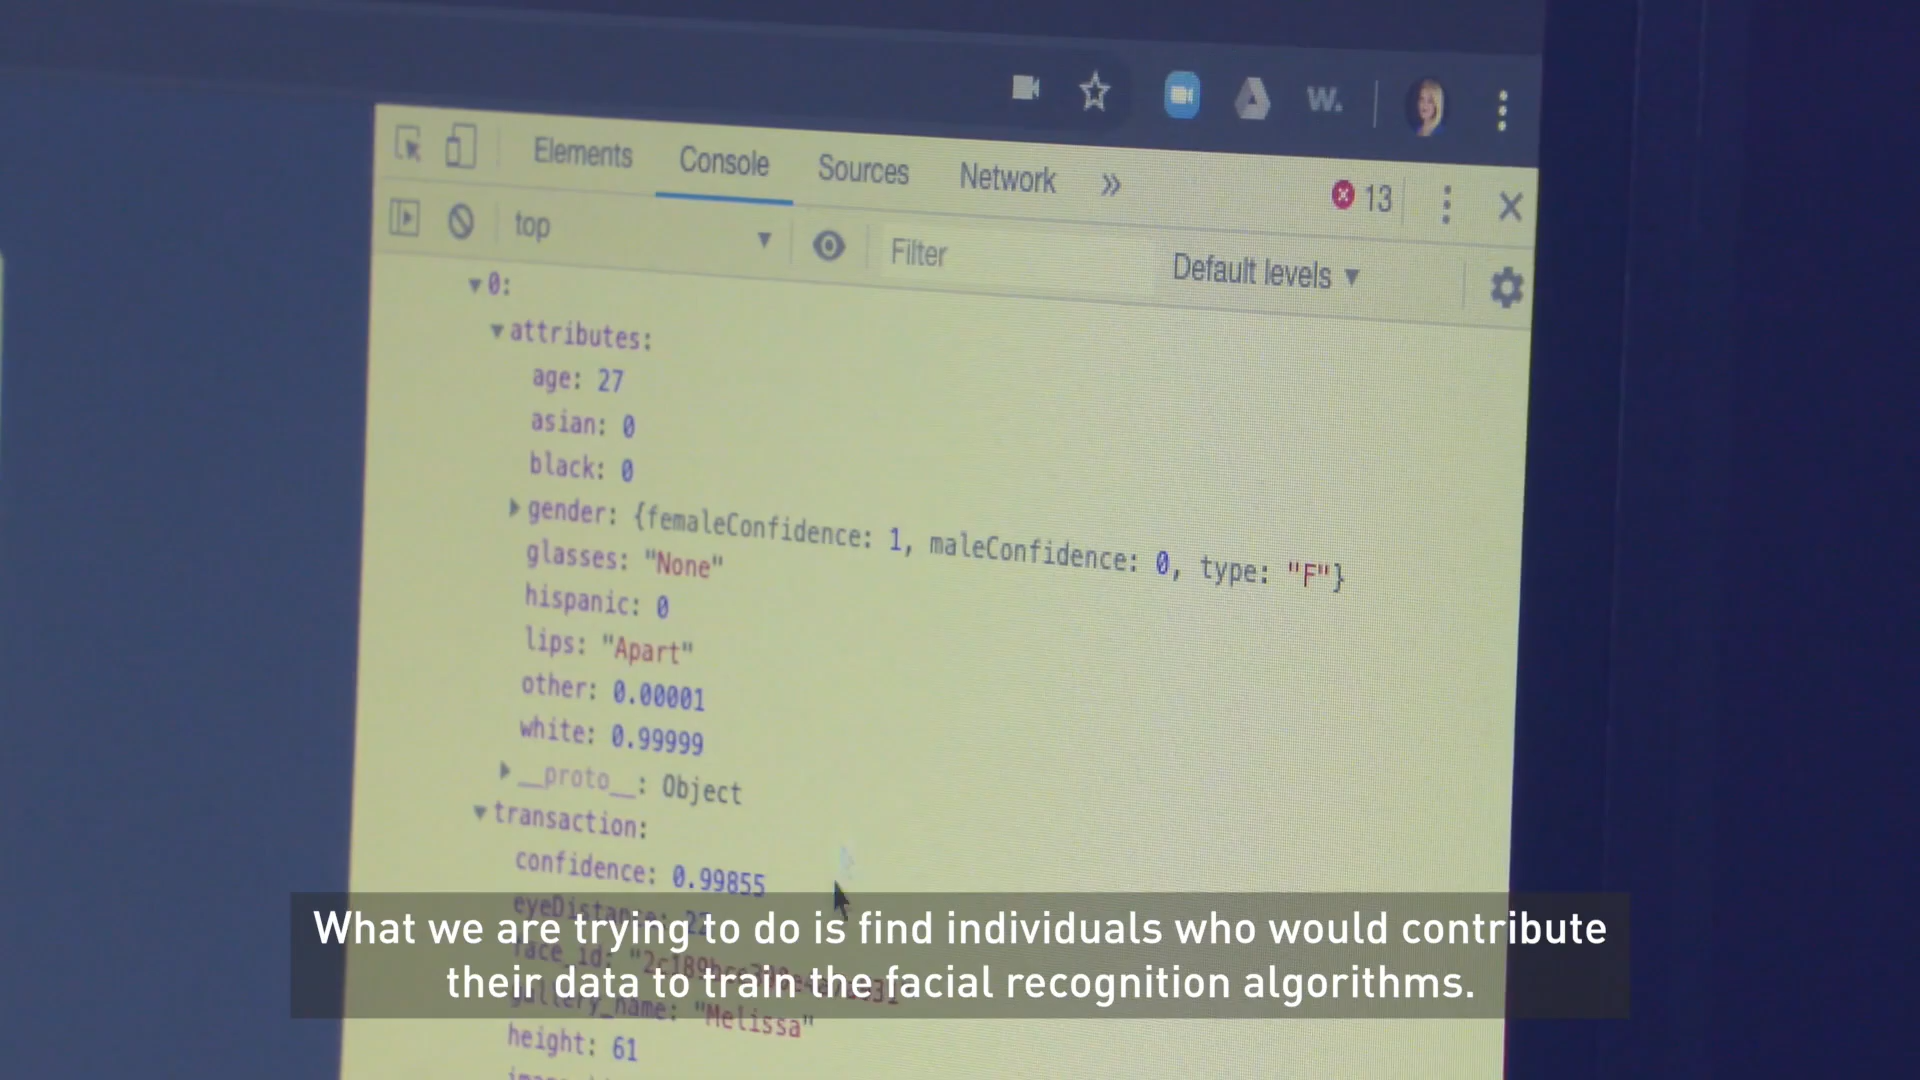 W.
Elements Console Sources Network »
13
top ▼ Filter Default levels ▼
▼0:
▼attributes:
age: 27
asian: 0
black: 0
▶gender: {femaleConfidence: 1, maleConfidence: 0, type: "F"}
glasses: "None"
hispanic: 0
lips: "Apart"
other: 0.00001
white: 0.99999
▶__proto__: Object
▼transaction:
confidence: 0.99855
eyeDistance:
What we are trying to do is find individuals who would contribute
face_id:
their data to train the facial recognition algorithms.
gallery_name: "Melissa"
height: 61